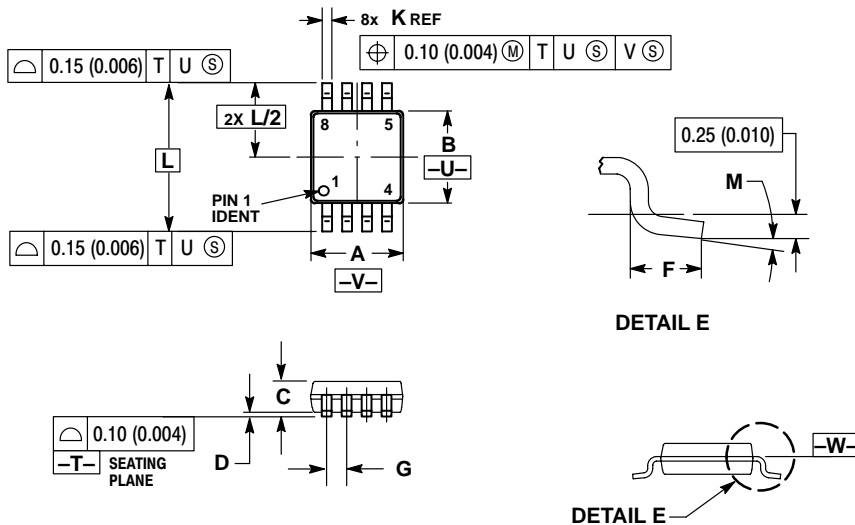 8x K REF
⌖ 0.10 (0.004) Ⓜ T U Ⓢ V Ⓢ
⌓ 0.15 (0.006) T U Ⓢ
2X L/2
8 5
B
–U–
L
PIN 1
IDENT
1 4
⌓ 0.15 (0.006) T U Ⓢ
A
–V–
0.25 (0.010)
M
F
DETAIL E
C
⌓ 0.10 (0.004)
–T– SEATING
PLANE
D
G
–W–
DETAIL E